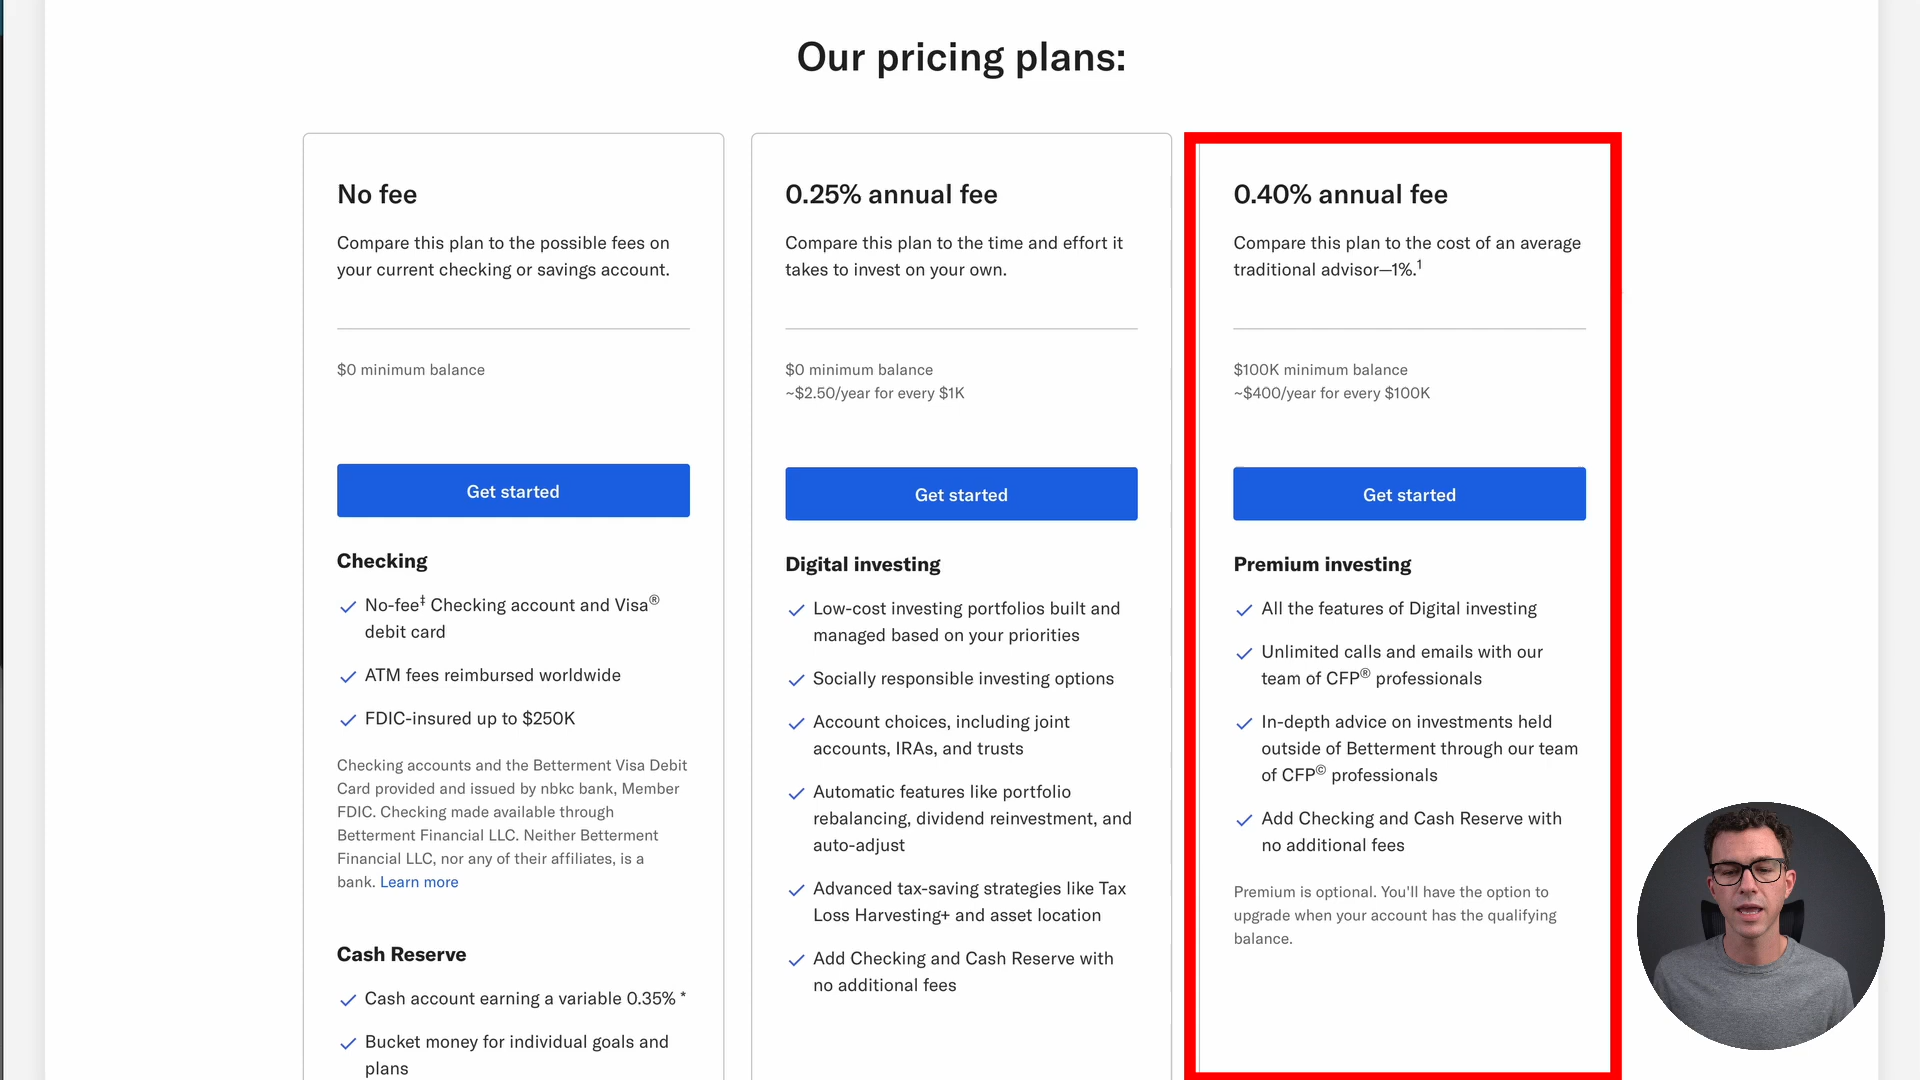 Our pricing plans:
No fee
Compare this plan to the possible fees on
your current checking or savings account.
$0 minimum balance
Get started
Checking
No-fee‡ Checking account and Visa®
debit card
ATM fees reimbursed worldwide
FDIC-insured up to $250K
Checking accounts and the Betterment Visa Debit
Card provided and issued by nbkc bank, Member
FDIC. Checking made available through
Betterment Financial LLC. Neither Betterment
Financial LLC, nor any of their affiliates, is a
bank. Learn more
Cash Reserve
Cash account earning a variable 0.35% *
Bucket money for individual goals and
plans
0.25% annual fee
Compare this plan to the time and effort it
takes to invest on your own.
$0 minimum balance
~$2.50/year for every $1K
Get started
Digital investing
Low-cost investing portfolios built and
managed based on your priorities
Socially responsible investing options
Account choices, including joint
accounts, IRAs, and trusts
Automatic features like portfolio
rebalancing, dividend reinvestment, and
auto-adjust
Advanced tax-saving strategies like Tax
Loss Harvesting+ and asset location
Add Checking and Cash Reserve with
no additional fees
0.40% annual fee
Compare this plan to the cost of an average
traditional advisor—1%.¹
$100K minimum balance
~$400/year for every $100K
Get started
Premium investing
All the features of Digital investing
Unlimited calls and emails with our
team of CFP® professionals
In-depth advice on investments held
outside of Betterment through our team
of CFP© professionals
Add Checking and Cash Reserve with
no additional fees
Premium is optional. You'll have the option to
upgrade when your account has the qualifying
balance.